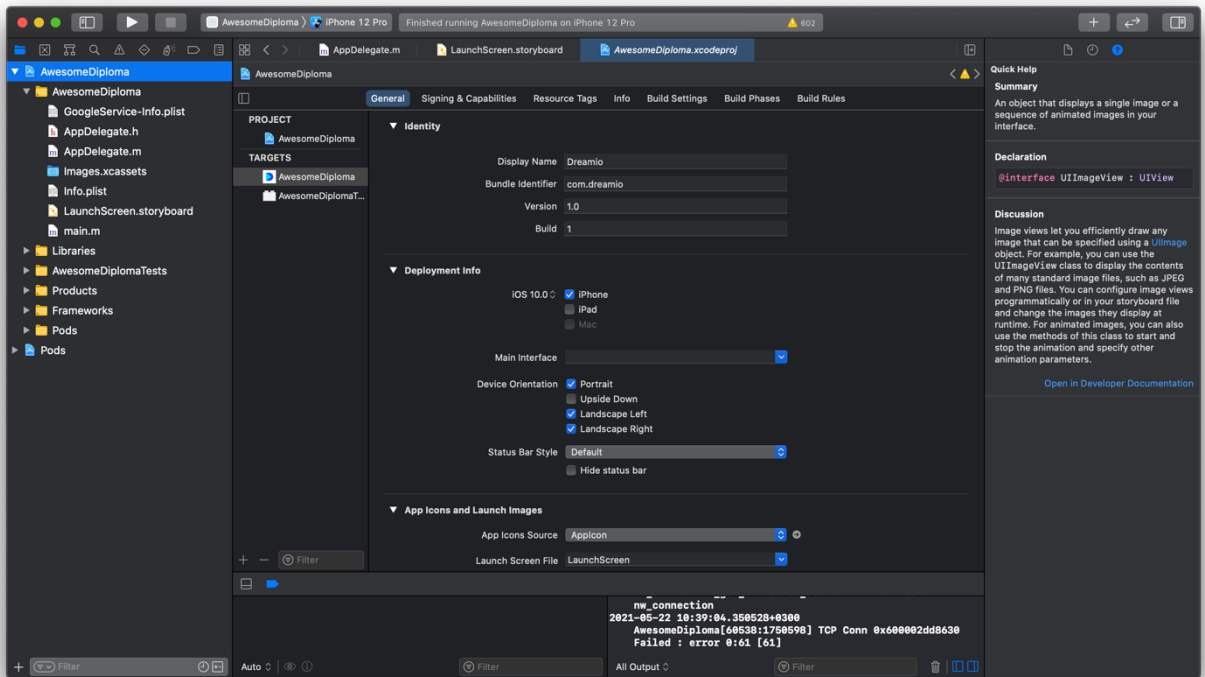 AwesomeDiploma
iPhone 12 Pro
Finished running AwesomeDiploma on iPhone 12 Pro
602
AppDelegate.m
LaunchScreen.storyboard
AwesomeDiploma.xcodeproj
AwesomeDiploma
AwesomeDiploma
GoogleService-Info.plist
AppDelegate.h
AppDelegate.m
Images.xcassets
Info.plist
LaunchScreen.storyboard
main.m
Libraries
AwesomeDiplomaTests
Products
Frameworks
Pods
Pods
Filter
AwesomeDiploma
General
Signing & Capabilities
Resource Tags
Info
Build Settings
Build Phases
Build Rules
PROJECT
AwesomeDiploma
TARGETS
AwesomeDiploma
AwesomeDiplomaT...
Filter
Identity
Display Name Dreamio
Bundle Identifier com.dreamio
Version 1.0
Build 1
Deployment Info
iOS 10.0 iPhone
iPad
Mac
Main Interface
Device Orientation Portrait
Upside Down
Landscape Left
Landscape Right
Status Bar Style Default
Hide status bar
App Icons and Launch Images
App Icons Source AppIcon
Launch Screen File LaunchScreen
nw_connection
2021-05-22 10:39:04.350528+0300
AwesomeDiploma[60538:1750598] TCP Conn 0x600002dd8630
Failed : error 0:61 [61]
Auto
Filter
All Output
Filter
Quick Help
Summary
An object that displays a single image or a
sequence of animated images in your
interface.
Declaration
@interface UIImageView : UIView
Discussion
Image views let you efficiently draw any
image that can be specified using a UIImage
object. For example, you can use the
UIImageView class to display the contents
of many standard image files, such as JPEG
and PNG files. You can configure image views
programmatically or in your storyboard file
and change the images they display at
runtime. For animated images, you can also
use the methods of this class to start and
stop the animation and specify other
animation parameters.
Open in Developer Documentation